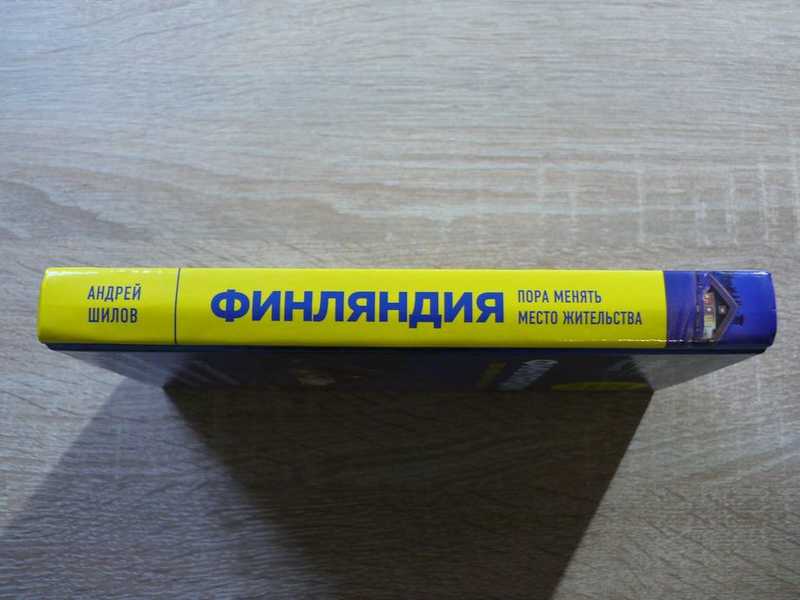 АНДРЕЙ
ШИЛОВ
ФИНЛЯНДИЯ
ПОРА МЕНЯТЬ
МЕСТО ЖИТЕЛЬСТВА